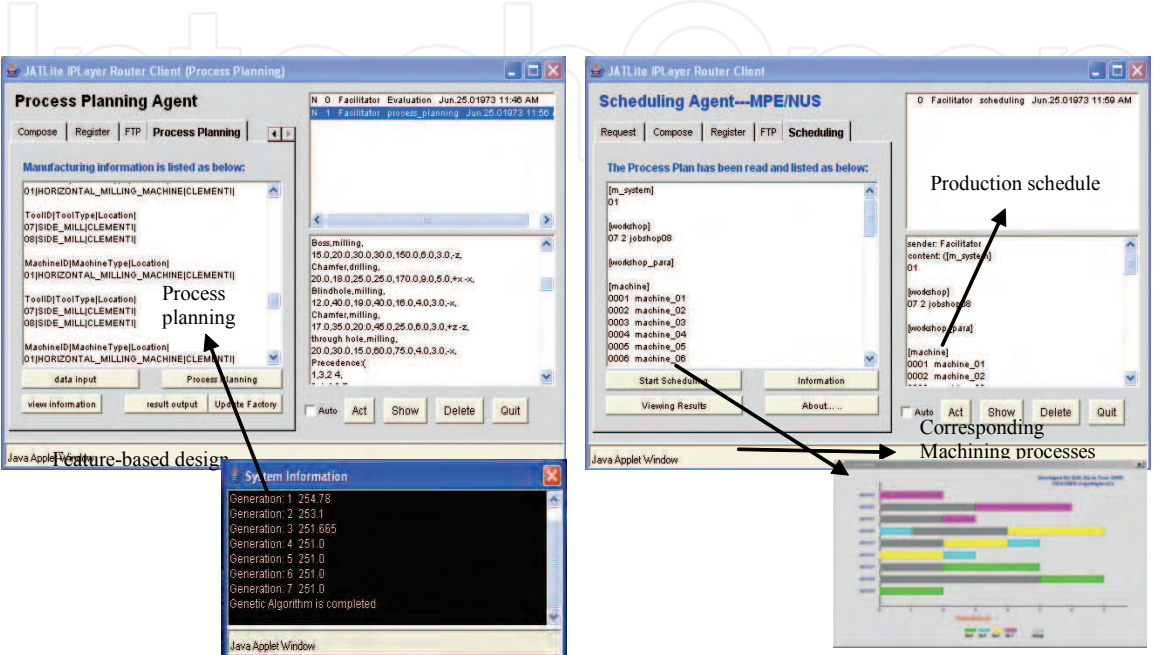 JATLite IPLayer Router Client (Process Planning)
Process Planning Agent
Compose Register FTP Process Planning
Manufacturing information is listed as below:
01|HORIZONTAL_MILLING_MACHINE|CLEMENTI|
ToolID|ToolType|Location|
07|SIDE_MILL|CLEMENTI|
08|SIDE_MILL|CLEMENTI|
MachineID|MachineType|Location|
01|HORIZONTAL_MILLING_MACHINE|CLEMENTI|
ToolID|ToolType|Location|
07|SIDE_MILL|CLEMENTI|
08|SIDE_MILL|CLEMENTI|
MachineID|MachineType|Location|
01|HORIZONTAL_MILLING_MACHINE|CLEMENTI|
Process
planning
data input Process Planning
view information result output Update Factory
N 0 Facilitator Evaluation Jun.25.01973 11:46 AM
N 1 Facilitator process_planning Jun.25.01973 11:56
Boss,milling,
15.0,20.0,30.0,30.0,150.0,6.0,3.0,-z,
Chamfer,drilling,
20.0,18.0,25.0,25.0,170.0,9.0,5.0,+x -x,
Blindhole,milling,
12.0,40.0,19.0,40.0,16.0,4.0,3.0,-x,
Chamfer,milling,
17.0,35.0,20.0,45.0,25.0,6.0,3.0,+z -z,
through hole,milling,
20.0,30.0,15.0,60.0,75.0,4.0,3.0,-x,
Precedence:(
1,3,2 4,
Auto Act Show Delete Quit
Java Applet Window
Feature-based design
System Information
Generation: 1 254.78
Generation: 2 253.1
Generation: 3 251.665
Generation: 4 251.0
Generation: 5 251.0
Generation: 6 251.0
Generation: 7 251.0
Genetic Algorithm is completed
Java Applet Window
JATLite IPLayer Router Client
Scheduling Agent---MPE/NUS
Request Compose Register FTP Scheduling
The Process Plan has been read and listed as below:
[m_system]
01
[workshop]
07 2 jobshop08
[workshop_para]
[machine]
0001 machine_01
0002 machine_02
0003 machine_03
0004 machine_04
0005 machine_05
0006 machine_06
Start Scheduling Information
Viewing Results About.....
0 Facilitator scheduling Jun.25.01973 11:59 AM
Production schedule
sender: Facilitator
content: ([m_system]
01
[workshop]
07 2 jobshop08
[workshop_para]
[machine]
0001 machine_01
0002 machine_02
Auto Act Show Delete Quit
Corresponding
Machining processes
Java Applet Window